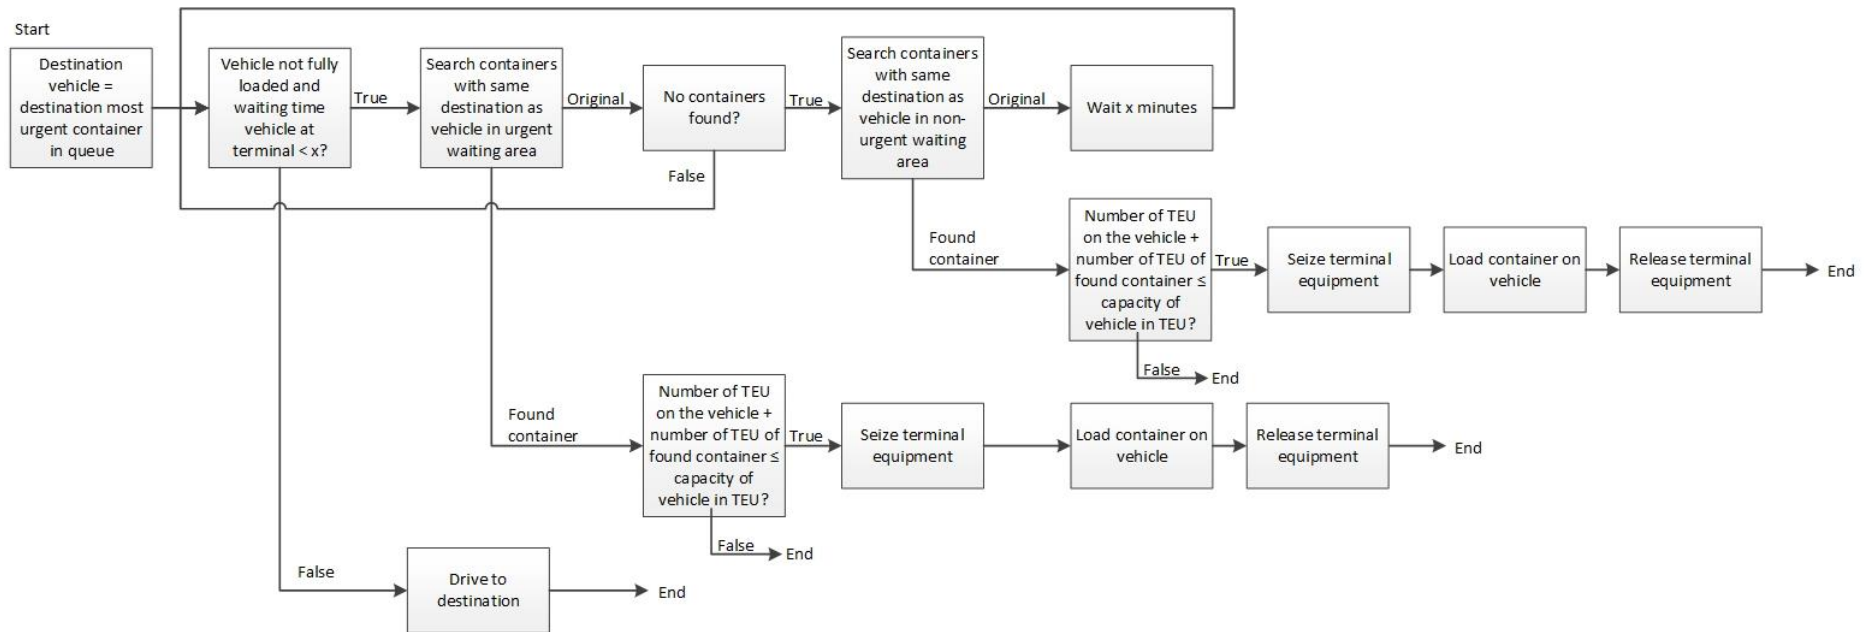 Start
Destination
vehicle =
destination most
urgent container
in queue
Vehicle not fully
loaded and
waiting time
vehicle at
terminal < x?
True
Search containers
with same
destination as
vehicle in urgent
waiting area
Original
No containers
found?
True
False
Search containers
with same
destination as
vehicle in non-
urgent waiting
area
Original
Wait x minutes
Found
container
Number of TEU
on the vehicle +
number of TEU of
found container ≤
capacity of
vehicle in TEU?
True
Seize terminal
equipment
Load container on
vehicle
Release terminal
equipment
End
False
End
Found
container
Number of TEU
on the vehicle +
number of TEU of
found container ≤
capacity of
vehicle in TEU?
True
Seize terminal
equipment
Load container on
vehicle
Release terminal
equipment
End
False
End
False
Drive to
destination
End